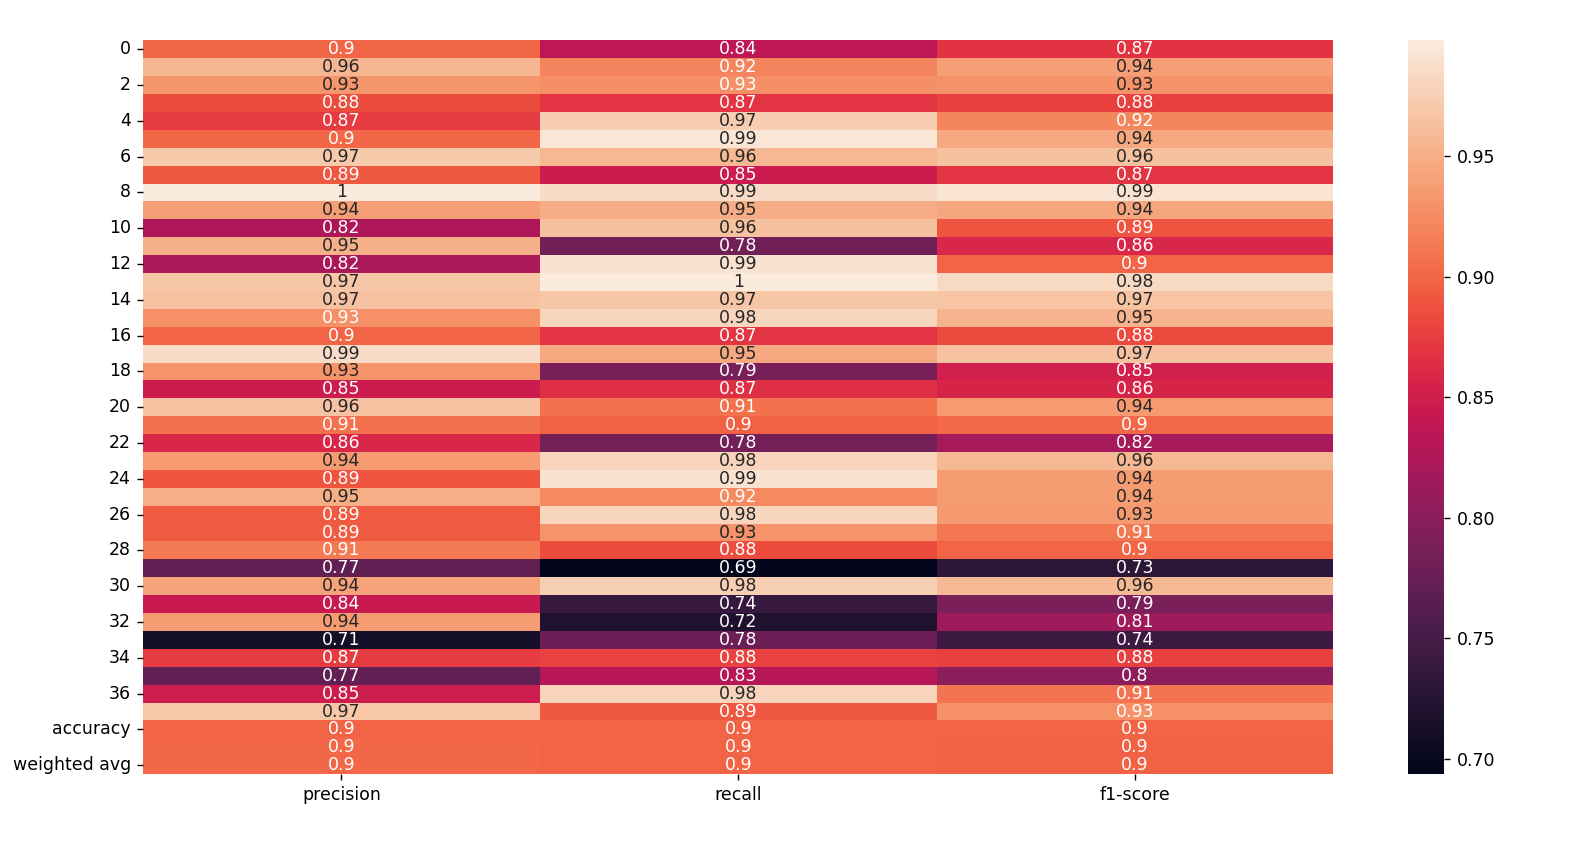 0 0.9 0.84 0.87
0.96 0.92 0.94
2 0.93 0.93 0.93
0.88 0.87 0.88
4 0.87 0.97 0.92
0.9 0.99 0.94
6 0.97 0.96 0.96
0.89 0.85 0.87
8 1 0.99 0.99
0.94 0.95 0.94
10 0.82 0.96 0.89
0.95 0.78 0.86
12 0.82 0.99 0.9
0.97 1 0.98
14 0.97 0.97 0.97
0.93 0.98 0.95
16 0.9 0.87 0.88
0.99 0.95 0.97
18 0.93 0.79 0.85
0.85 0.87 0.86
20 0.96 0.91 0.94
0.91 0.9 0.9
22 0.86 0.78 0.82
0.94 0.98 0.96
24 0.89 0.99 0.94
0.95 0.92 0.94
26 0.89 0.98 0.93
0.89 0.93 0.91
28 0.91 0.88 0.9
0.77 0.69 0.73
30 0.94 0.98 0.96
0.84 0.74 0.79
32 0.94 0.72 0.81
0.71 0.78 0.74
34 0.87 0.88 0.88
0.77 0.83 0.8
36 0.85 0.98 0.91
0.97 0.89 0.93
accuracy 0.9 0.9 0.9
0.9 0.9 0.9
weighted avg 0.9 0.9 0.9
precision recall f1-score
0.95
0.90
0.85
0.80
0.75
0.70